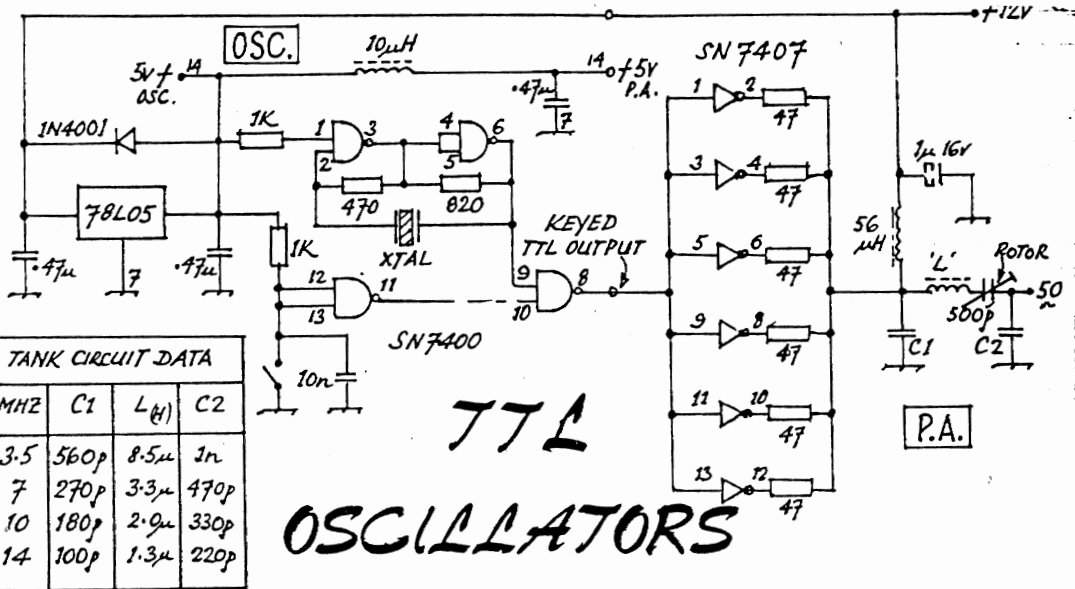 +12V
OSC.
10µH
SN7407
5V + 14
OSC.
14 +5V
P.A.
.47µ
7
1N4001
1K
1
2
3
4
5
6
470
820
XTAL
78L05
.47µ
7
.47µ
1K
12
13
11
9
10
8
KEYED
TTL OUTPUT
SN7400
10n
1 2
47
3 4
47
5 6
47
9 8
47
11 10
47
13 12
47
1µ 16V
56
µH
'L'
ROTOR
500p
50
~
C1
C2
P.A.
TANK CIRCUIT DATA
MHZ C1 L(H) C2
3.5 560p 8.5µ 1n
7 270p 3.3µ 470p
10 180p 2.9µ 330p
14 100p 1.3µ 220p
TTL
OSCILLATORS